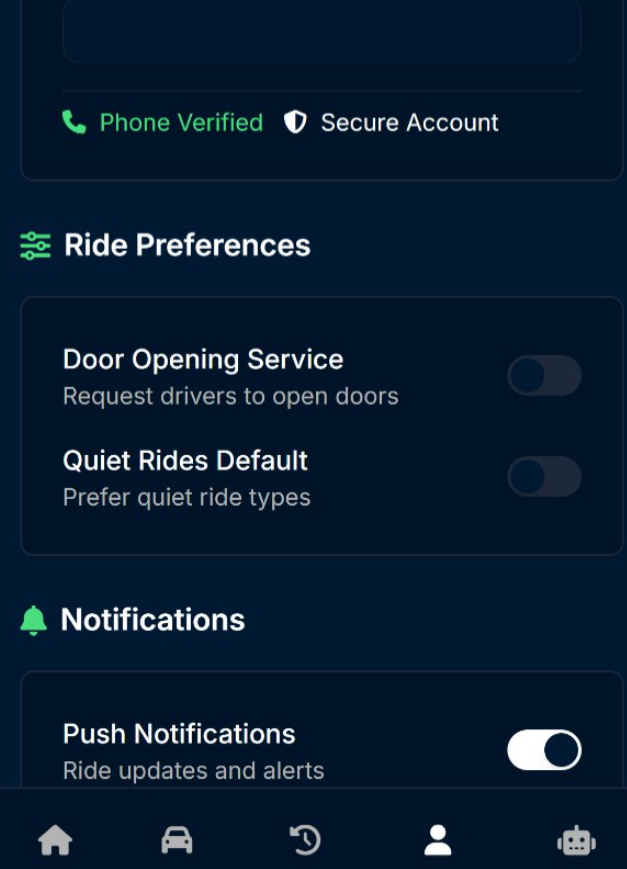 Phone Verified Secure Account
Ride Preferences
Door Opening Service
Request drivers to open doors
Quiet Rides Default
Prefer quiet ride types
Notifications
Push Notifications
Ride updates and alerts